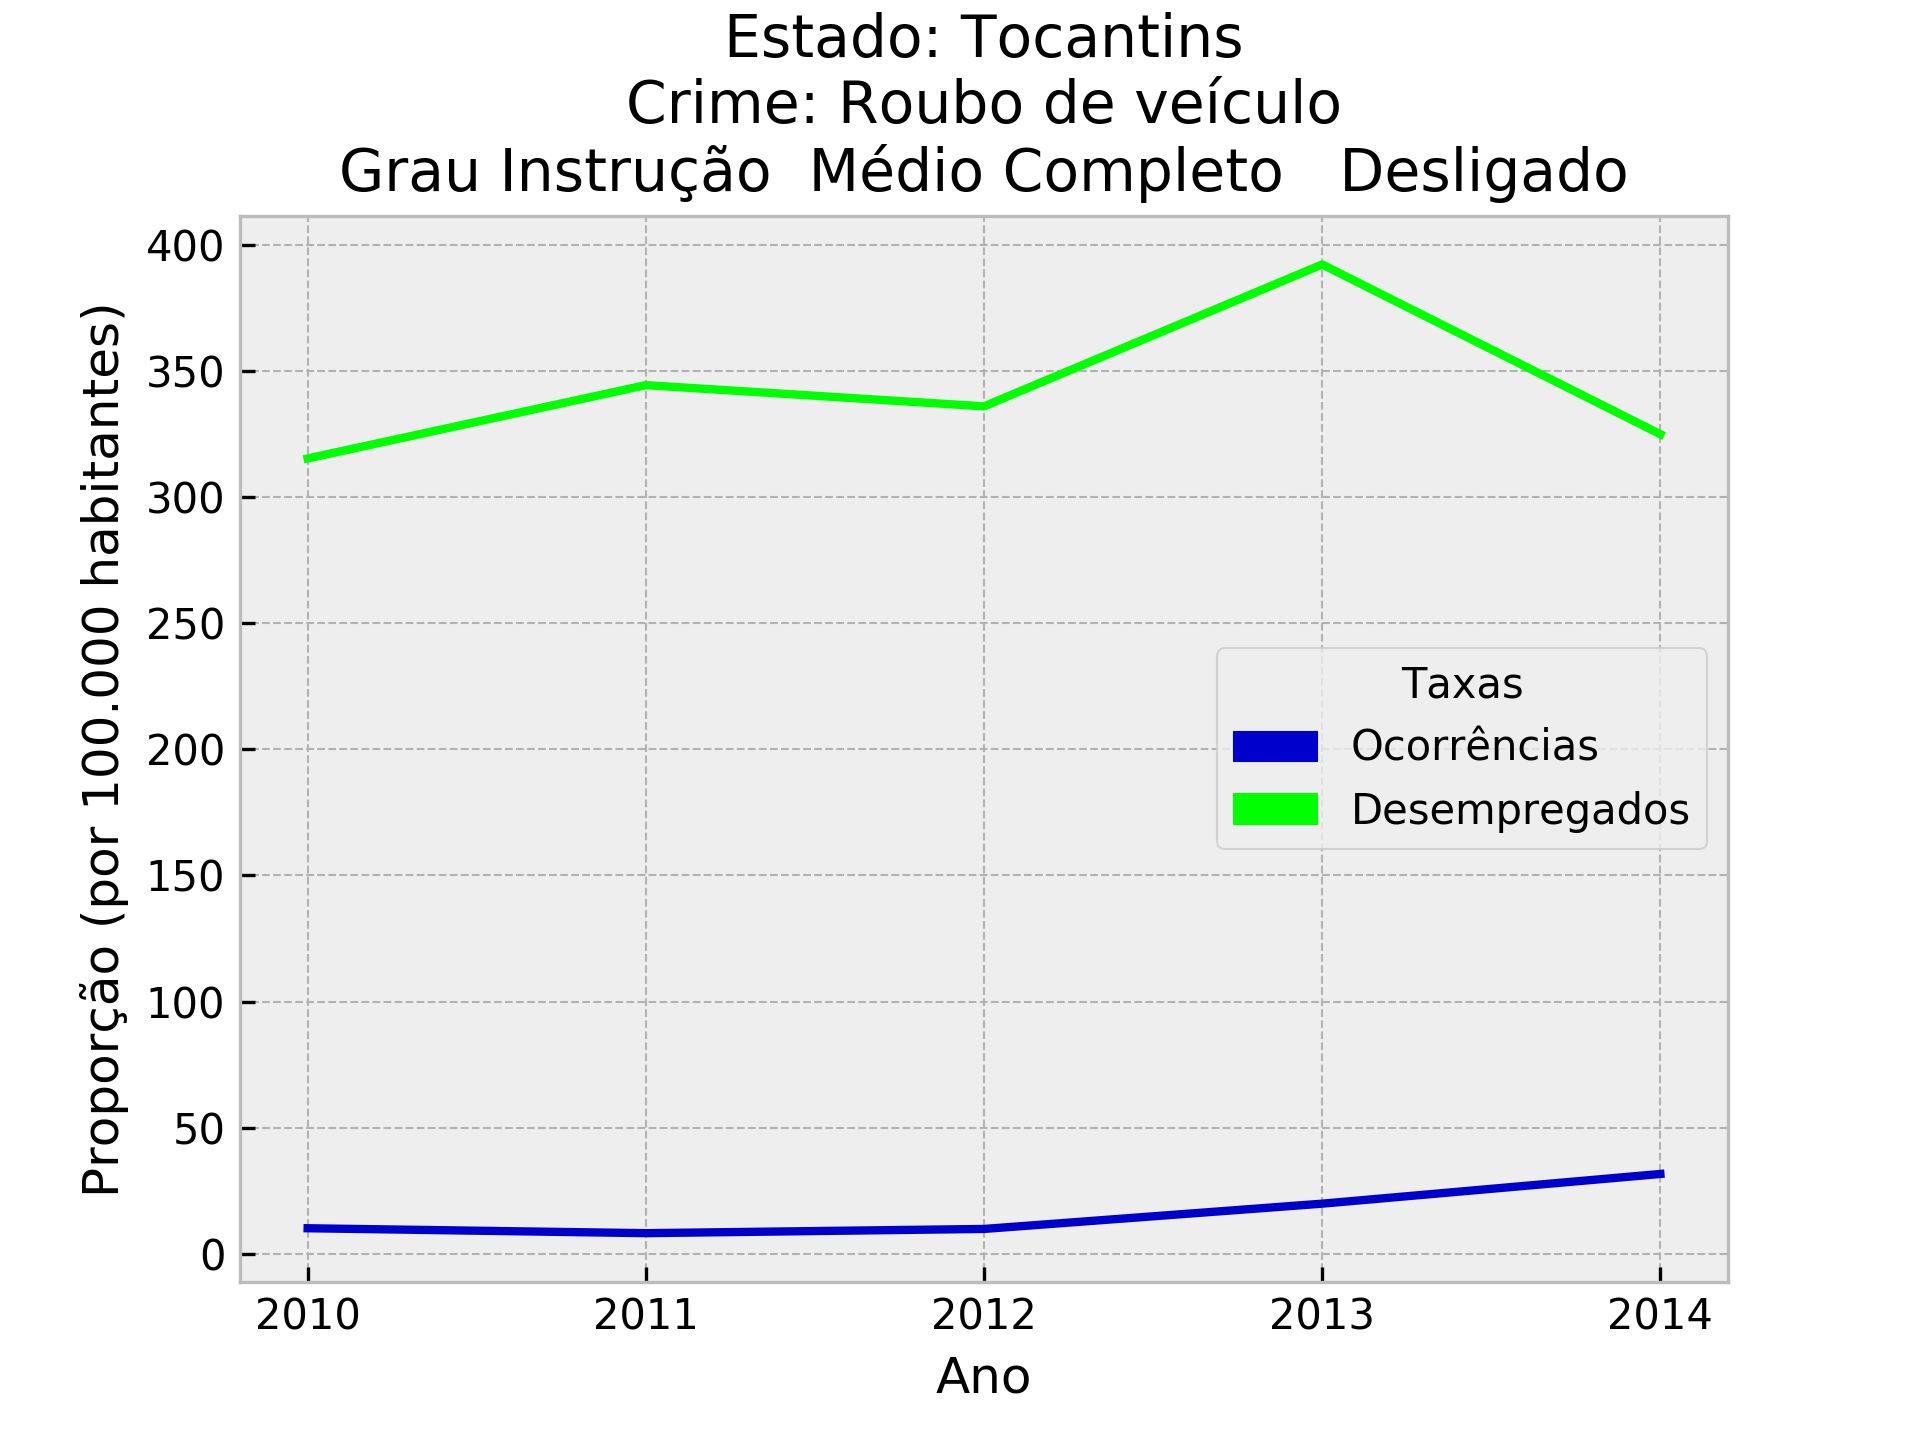 Estado: Tocantins
Crime: Roubo de veículo
Grau Instrução  Médio Completo   Desligado
Proporção (por 100.000 habitantes)
400
350
300
250
200
150
100
50
0
Taxas
Ocorrências
Desempregados
2010 2011 2012 2013 2014
Ano